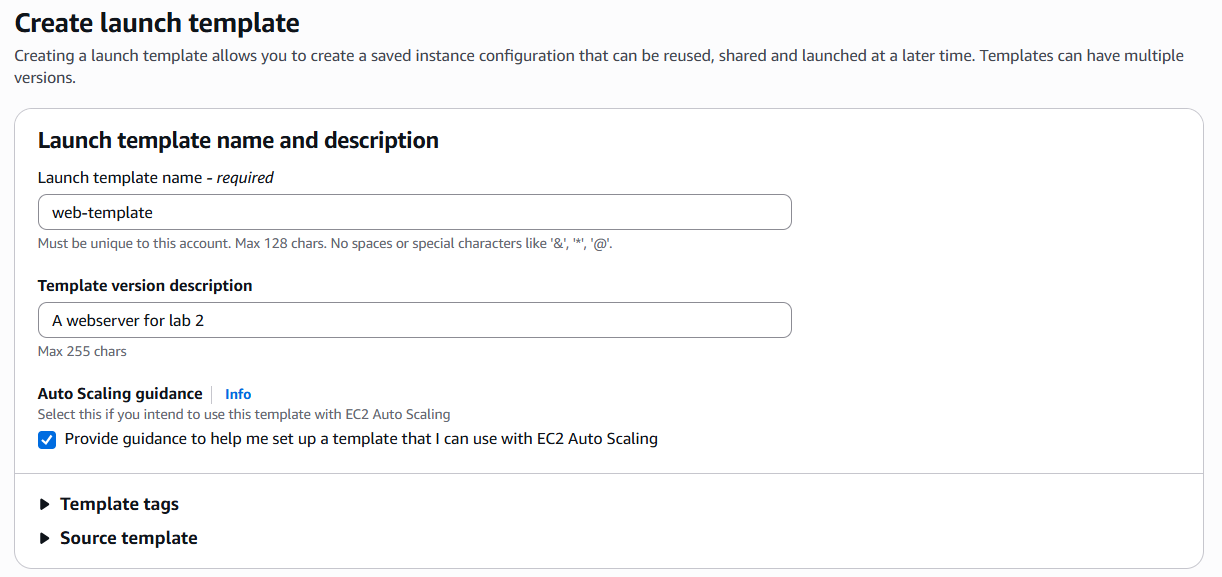 Create launch template
Creating a launch template allows you to create a saved instance configuration that can be reused, shared and launched at a later time. Templates can have multiple
versions.
Launch template name and description
Launch template name - required
web-template
Must be unique to this account. Max 128 chars. No spaces or special characters like '&', '*', '@'.
Template version description
A webserver for lab 2
Max 255 chars
Auto Scaling guidance Info
Select this if you intend to use this template with EC2 Auto Scaling
Provide guidance to help me set up a template that I can use with EC2 Auto Scaling
Template tags
Source template